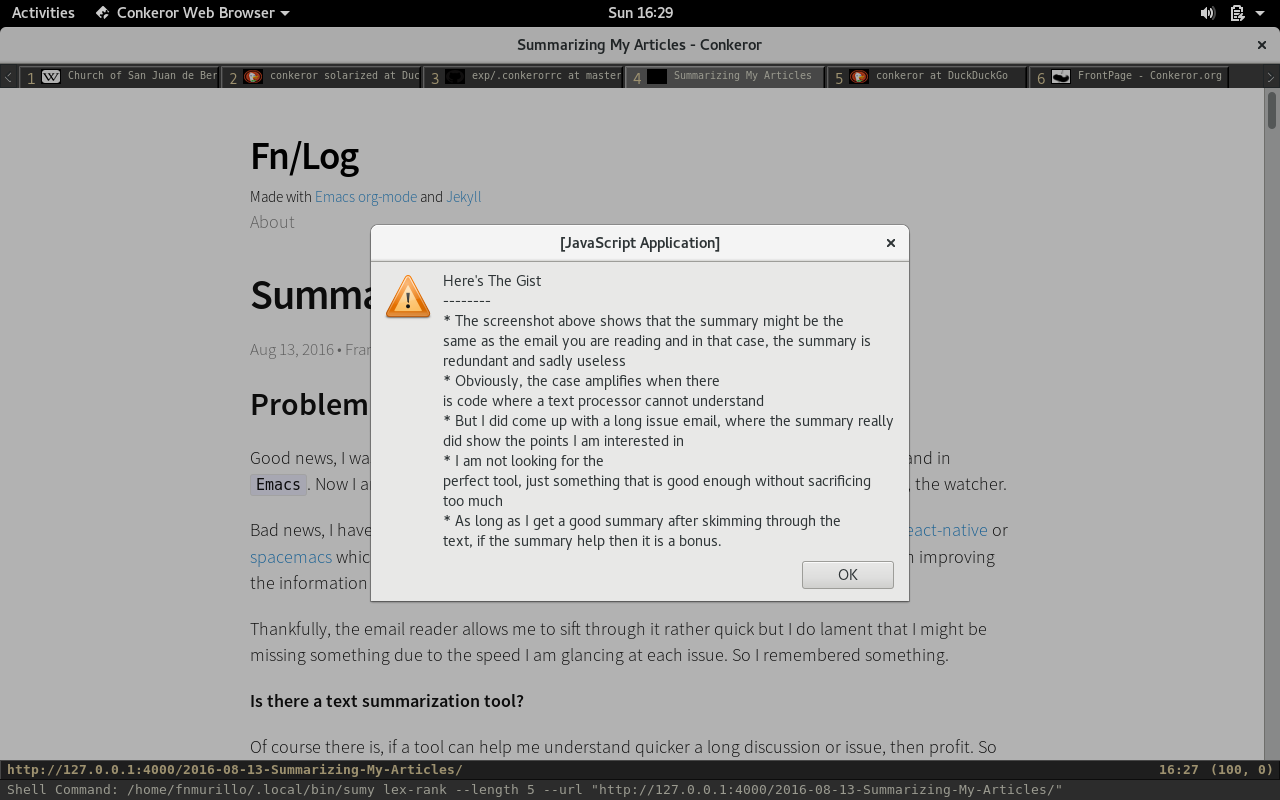 Activities Conkeror Web Browser Sun 16:29
Summarizing My Articles - Conkeror
1 Church of San Juan de Ber 2 conkeror solarized at Duc 3 exp/.conkerorrc at master 4 Summarizing My Articles 5 conkeror at DuckDuckGo 6 FrontPage - Conkeror.org
Fn/Log
Made with Emacs org-mode and Jekyll
About
[JavaScript Application]
Here's The Gist
--------
* The screenshot above shows that the summary might be the
same as the email you are reading and in that case, the summary is
redundant and sadly useless
* Obviously, the case amplifies when there
is code where a text processor cannot understand
* But I did come up with a long issue email, where the summary really
did show the points I am interested in
* I am not looking for the
perfect tool, just something that is good enough without sacrificing
too much
* As long as I get a good summary after skimming through the
text, if the summary help then it is a bonus.
OK
Summa
Aug 13, 2016 • Fran
Problem
Good news, I wa and in
Emacs. Now I a , the watcher.
Bad news, I have eact-native or
spacemacs whic improving
the information
Thankfully, the email reader allows me to sift through it rather quick but I do lament that I might be
missing something due to the speed I am glancing at each issue. So I remembered something.
Is there a text summarization tool?
Of course there is, if a tool can help me understand quicker a long discussion or issue, then profit. So
http://127.0.0.1:4000/2016-08-13-Summarizing-My-Articles/ 16:27 (100, 0)
Shell Command: /home/fnmurillo/.local/bin/sumy lex-rank --length 5 --url "http://127.0.0.1:4000/2016-08-13-Summarizing-My-Articles/"